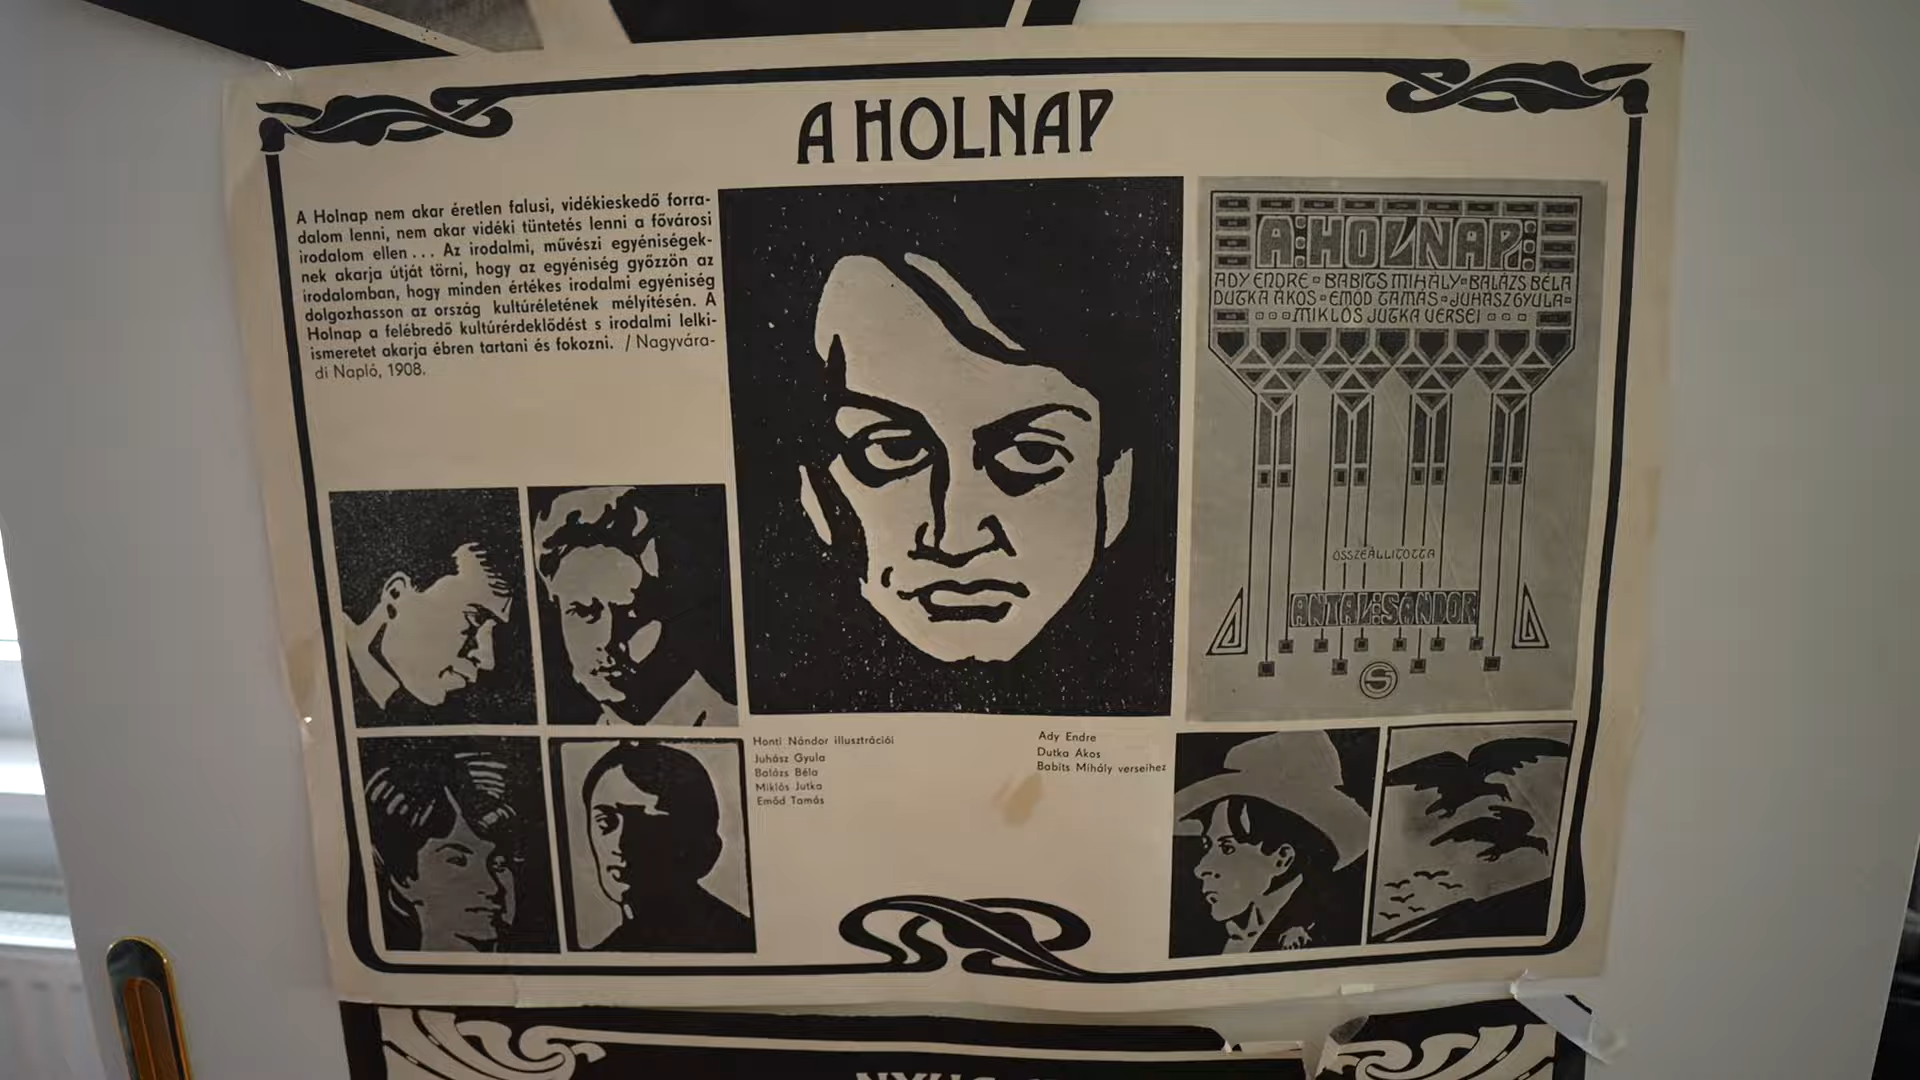 A HOLNAP
A Holnap nem akar éretlen falusi, vidékieskedő forra-
dalom lenni, nem akar vidéki tüntetés lenni a fővárosi
irodalom ellen... Az irodalmi, művészi egyéniségek-
nek akarja útját törni, hogy az egyéniség győzzön az
irodalomban, hogy minden értékes irodalmi egyéniség
dolgozhasson az ország kultúréletének mélyítésén. A
Holnap a felébredő kultúrérdeklődést s irodalmi lelki-
ismeretet akarja ébren tartani és fokozni. / Nagyvára-
di Napló, 1908.
A:HOLNAP:
ADY ENDRE BABITS MIHÁLY BALÁZS BÉLA
DUTKA ÁKOS EMŐD TAMÁS JUHÁSZ GYULA
MIKLÓS JUTKA VERSEI
ÖSSZEÁLLITOTTA
ANTAL:SÁNDOR
S
Honti Nándor illusztrációi
Juhász Gyula
Balázs Béla
Miklós Jutka
Emőd Tamás
Ady Endre
Dutka Akos
Babits Mihály verseihez